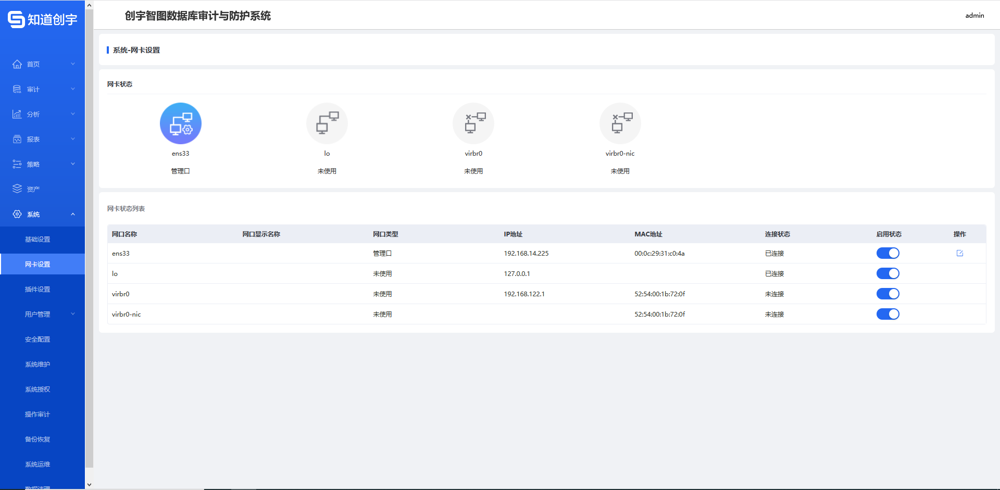 知道创宇
创宇智图数据库审计与防护系统
admin
首页
审计
分析
报表
策略
资产
系统
基础设置
网卡设置
插件设置
用户管理
安全配置
系统维护
系统授权
操作审计
备份恢复
系统运维
数据清理
系统-网卡设置
网卡状态
ens33
管理口
lo
未使用
virbr0
未使用
virbr0-nic
未使用
网卡状态列表
网口名称 网口显示名称 网口类型 IP地址 MAC地址 连接状态 启用状态 操作
ens33 管理口 192.168.14.225 00:0c:29:31:c0:4a 已连接
lo 未使用 127.0.0.1 已连接
virbr0 未使用 192.168.122.1 52:54:00:1b:72:0f 未连接
virbr0-nic 未使用 52:54:00:1b:72:0f 未连接